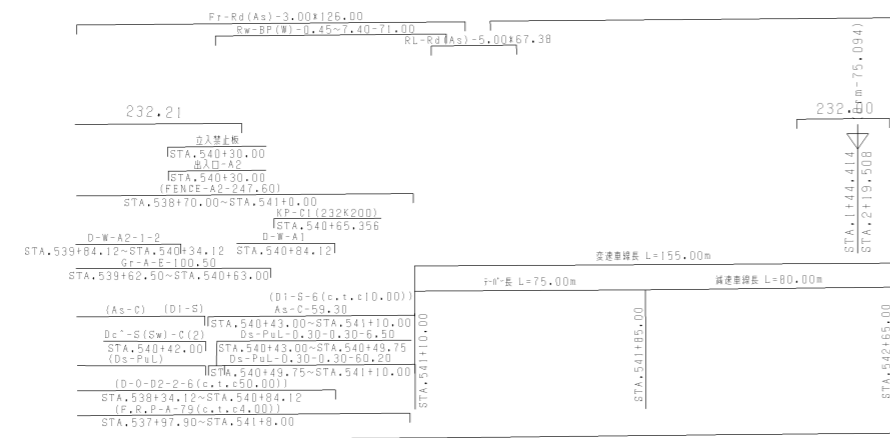 Fr-Rd(As)-3.00*126.00
Rw-BP(W)-0.45~7.40-71.00
RL-Rd(As)-5.00*67.38
232.21
立入禁止板
STA.540+30.00
出入口-A2
STA.540+30.00
(FENCE-A2-247.60)
STA.538+70.00~STA.541+0.00
KP-C1(232K200)
STA.540+65.356
D-W-A2-1-2
STA.539+84.12~STA.540+34.12
D-W-A1
STA.540+84.12
Gr-A-E-100.50
STA.539+62.50~STA.540+63.00
(As-C) (D1-S)
(D1-S-6(c.t.c10.00))
As-C-59.30
STA.540+43.00~STA.541+10.00
STA.540+42.00
Ds-PuL-0.30-0.30-6.50
STA.540+43.00~STA.540+49.75
(Ds-PuL)
Ds-PuL-0.30-0.30-60.20
STA.540+49.75~STA.541+10.00
(D-O-D2-2-6(c.t.c50.00))
STA.538+34.12~STA.540+84.12
(F.R.P-A-79(c.t.c4.00))
STA.537+97.90~STA.541+8.00
変速車線長 L=155.00m
テーパー長 L=75.00m
減速車線長 L=80.00m
STA.541+10.00
STA.541+85.00
STA.542+65.00
232.00
STA.1+44.414
STA.2+19.508